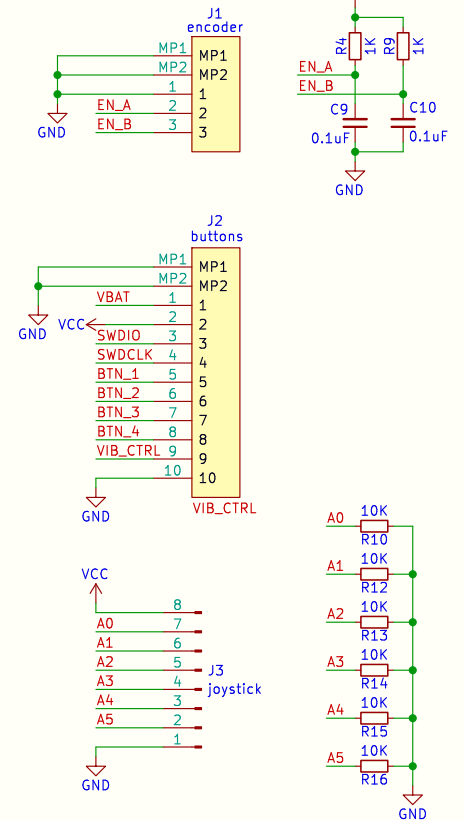 J1
encoder
MP1 MP1
MP2 MP2
1 1
EN_A 2 2
EN_B 3 3
GND
R4 1K R9 1K
EN_A
EN_B
C9 C10
0.1uF 0.1uF
GND
J2
buttons
MP1 MP1
MP2 MP2
VBAT 1 1
VCC 2 2
SWDIO 3 3
SWDCLK 4 4
BTN_1 5 5
BTN_2 6 6
BTN_3 7 7
BTN_4 8 8
VIB_CTRL 9 9
10 10
GND
GND
VIB_CTRL
VCC
8
A0 7
A1 6
A2 5
A3 4
A4 3
A5 2
1
J3
joystick
GND
A0 10K
R10
A1 10K
R12
A2 10K
R13
A3 10K
R14
A4 10K
R15
A5 10K
R16
GND